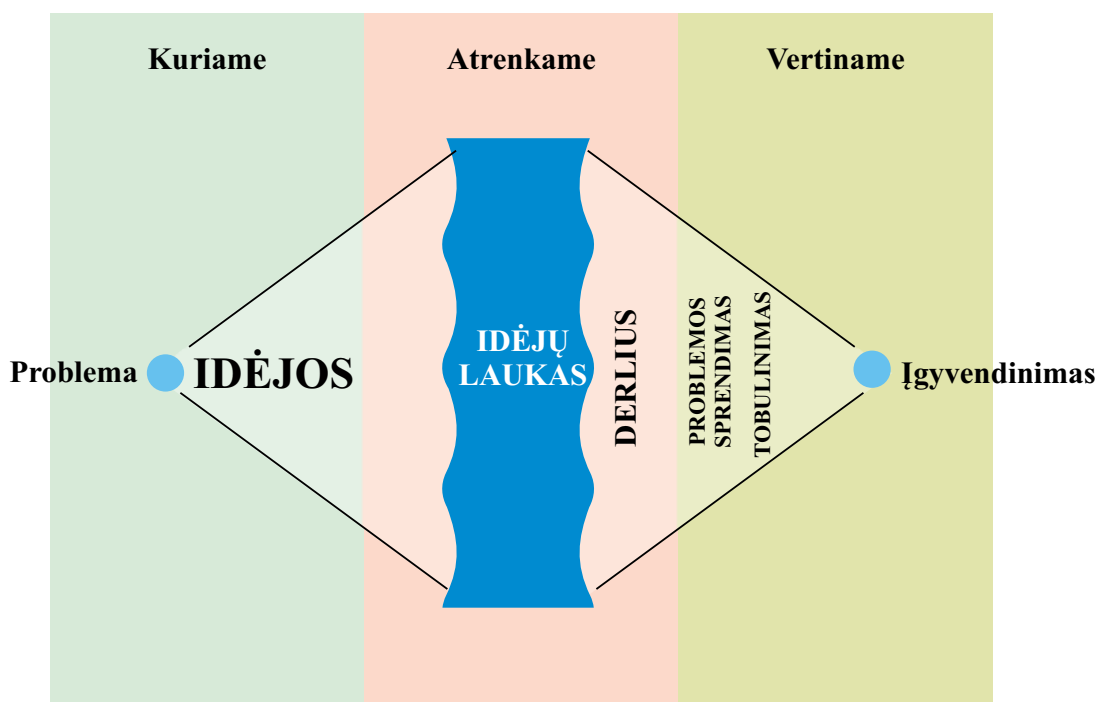 Kuriame
Atrenkame
Vertiname
Problema
IDĖJOS
IDĖJŲ
LAUKAS
DERLIUS
PROBLEMOS
SPRENDIMAS
TOBULINIMAS
Įgyvendinimas